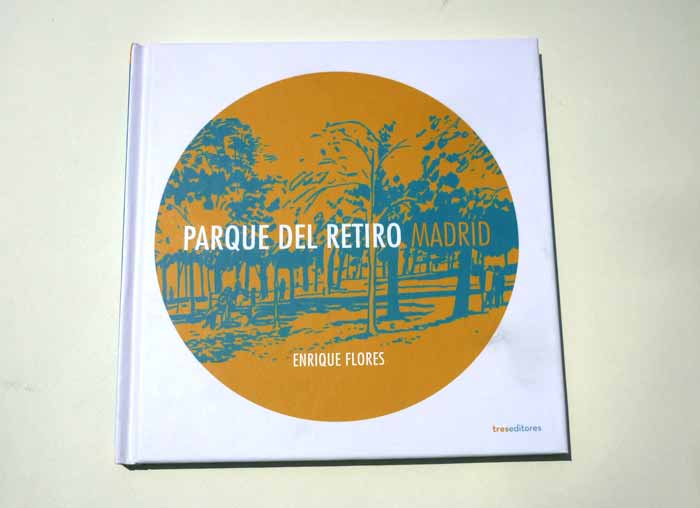 PARQUE DEL RETIRO MADRID
ENRIQUE FLORES
treseditores